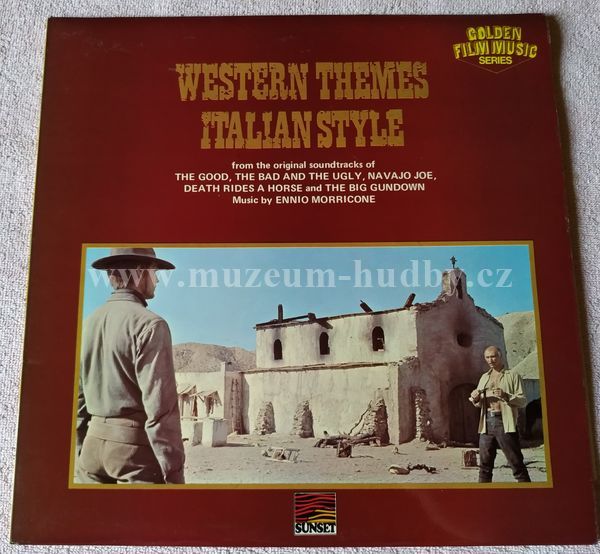 GOLDEN
FILM MUSIC
SERIES
WESTERN THEMES
ITALIAN STYLE
from the original soundtracks of
THE GOOD, THE BAD AND THE UGLY, NAVAJO JOE,
DEATH RIDES A HORSE and THE BIG GUNDOWN
Music by ENNIO MORRICONE
www.muzeum-hudby.cz
SUNSET